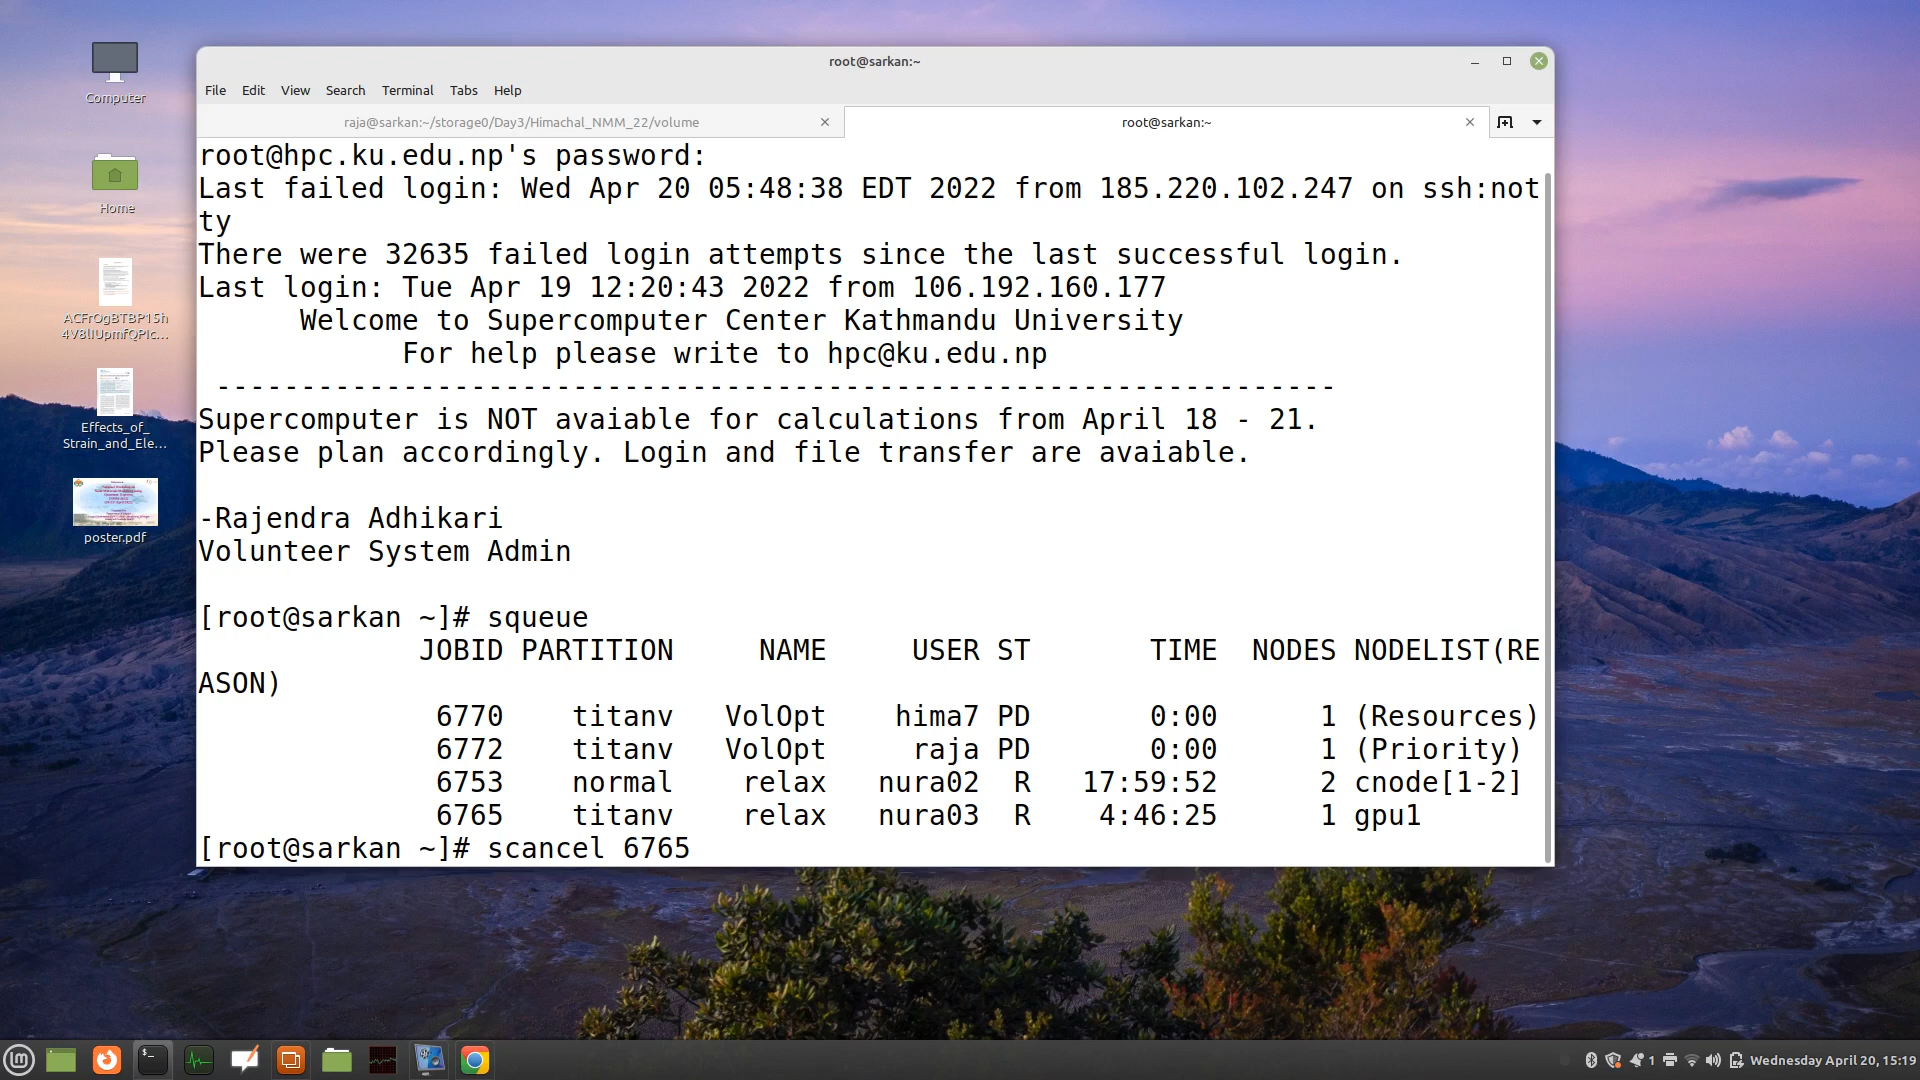 root@sarkan:~
File Edit View Search Terminal Tabs Help
raja@sarkan:~/storage0/Day3/Himachal_NMM_22/volume
root@sarkan:~
root@hpc.ku.edu.np's password:
Last failed login: Wed Apr 20 05:48:38 EDT 2022 from 185.220.102.247 on ssh:not
ty
There were 32635 failed login attempts since the last successful login.
Last login: Tue Apr 19 12:20:43 2022 from 106.192.160.177
Welcome to Supercomputer Center Kathmandu University
For help please write to hpc@ku.edu.np
------------------------------------------------------------------
Supercomputer is NOT avaiable for calculations from April 18 - 21.
Please plan accordingly. Login and file transfer are avaiable.
-Rajendra Adhikari
Volunteer System Admin
[root@sarkan ~]# squeue
JOBID PARTITION NAME USER ST TIME NODES NODELIST(RE
ASON)
6770 titanv VolOpt hima7 PD 0:00 1 (Resources)
6772 titanv VolOpt raja PD 0:00 1 (Priority)
6753 normal relax nura02 R 17:59:52 2 cnode[1-2]
6765 titanv relax nura03 R 4:46:25 1 gpu1
[root@sarkan ~]# scancel 6765
Computer
Home
Effects_of_
Strain_and_Ele...
poster.pdf
1 Wednesday April 20, 15:19